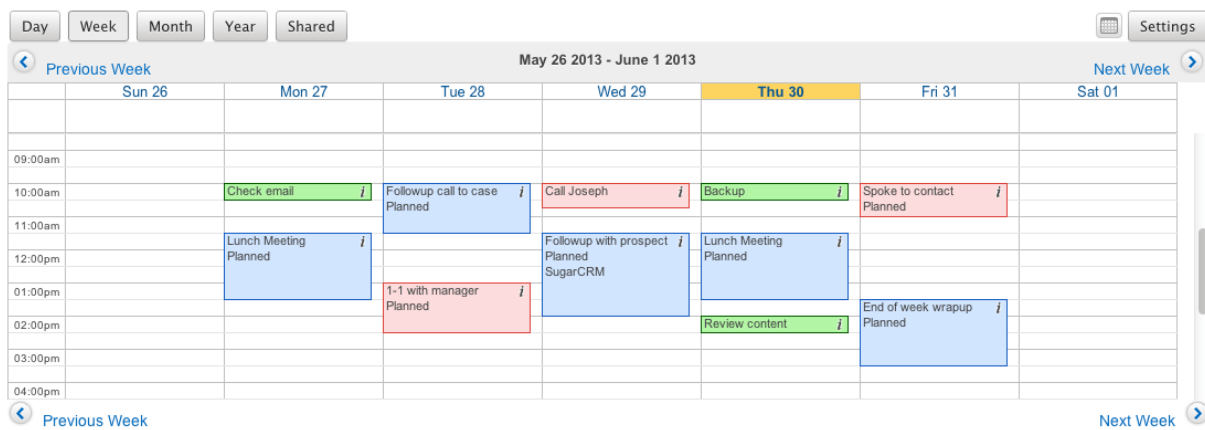 Day Week Month Year Shared Settings
Previous Week May 26 2013 - June 1 2013 Next Week
Sun 26 Mon 27 Tue 28 Wed 29 Thu 30 Fri 31 Sat 01
09:00am
10:00am
Check email i
Followup call to case i
Planned
Call Joseph i
Backup i
Spoke to contact i
Planned
11:00am
Lunch Meeting i
Planned
Followup with prospect i
Planned
SugarCRM
Lunch Meeting i
Planned
12:00pm
01:00pm
1-1 with manager i
Planned
End of week wrapup i
Planned
02:00pm
Review content i
03:00pm
04:00pm
Previous Week Next Week